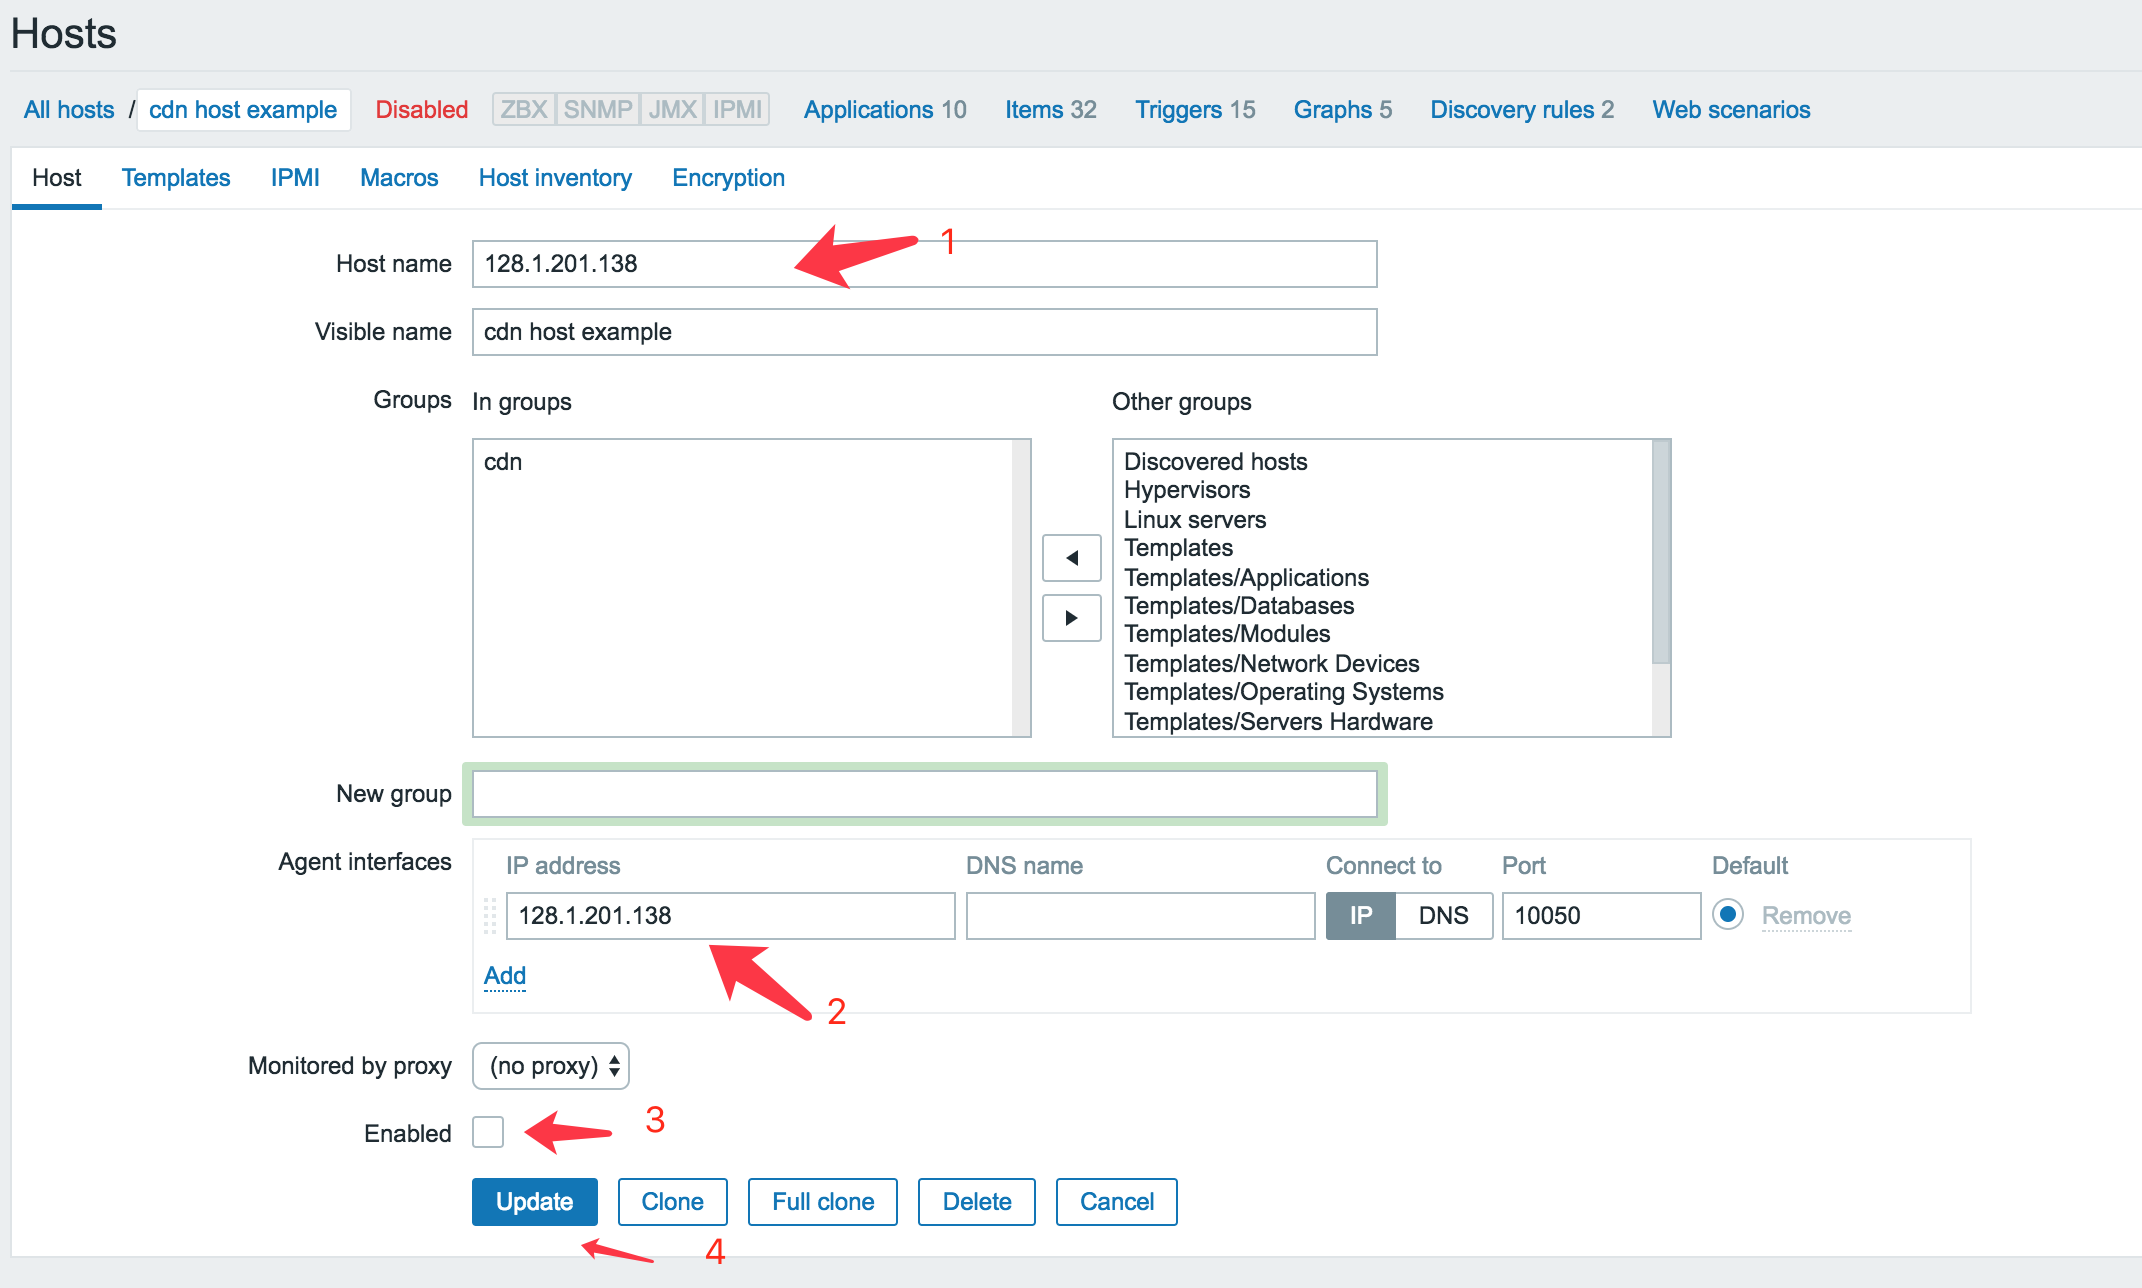 Hosts
All hosts / cdn host example Disabled ZBX SNMP JMX IPMI Applications 10 Items 32 Triggers 15 Graphs 5 Discovery rules 2 Web scenarios
Host Templates IPMI Macros Host inventory Encryption
Host name 128.1.201.138 1
Visible name cdn host example
Groups In groups Other groups
cdn
Discovered hosts
Hypervisors
Linux servers
Templates
Templates/Applications
Templates/Databases
Templates/Modules
Templates/Network Devices
Templates/Operating Systems
Templates/Servers Hardware
New group
Agent interfaces IP address DNS name Connect to Port Default
128.1.201.138 IP DNS 10050 Remove
Add
2
Monitored by proxy (no proxy)
Enabled 3
Update Clone Full clone Delete Cancel
4